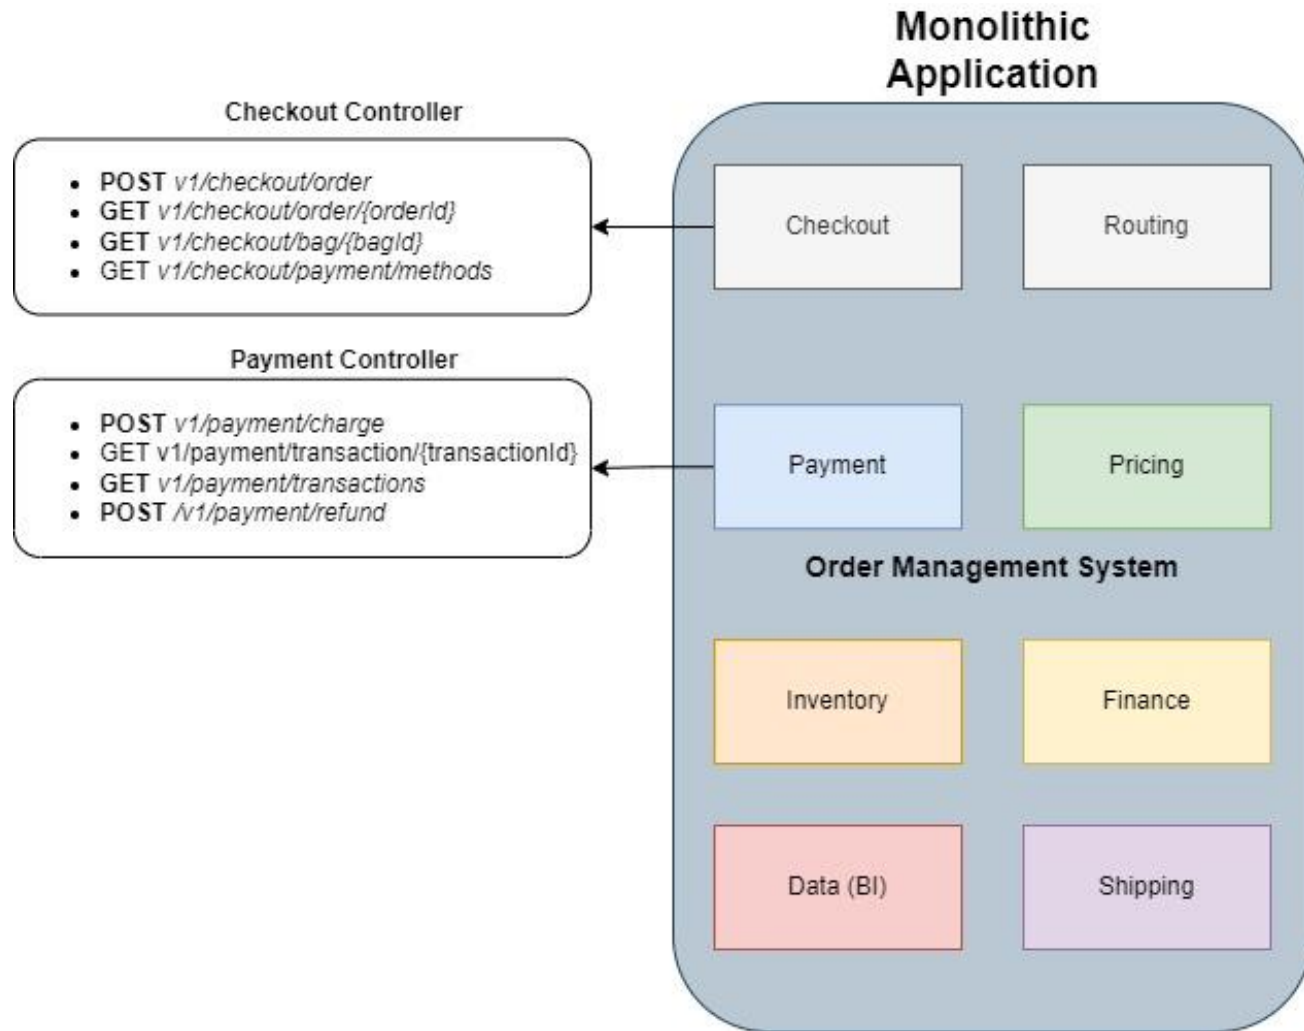 Monolithic
Application
Checkout Controller
• POST v1/checkout/order
• GET v1/checkout/order/{orderId}
• GET v1/checkout/bag/{bagId}
• GET v1/checkout/payment/methods
Checkout
Routing
Payment Controller
• POST v1/payment/charge
• GET v1/payment/transaction/{transactionId}
• GET v1/payment/transactions
• POST /v1/payment/refund
Payment
Pricing
Order Management System
Inventory
Finance
Data (BI)
Shipping